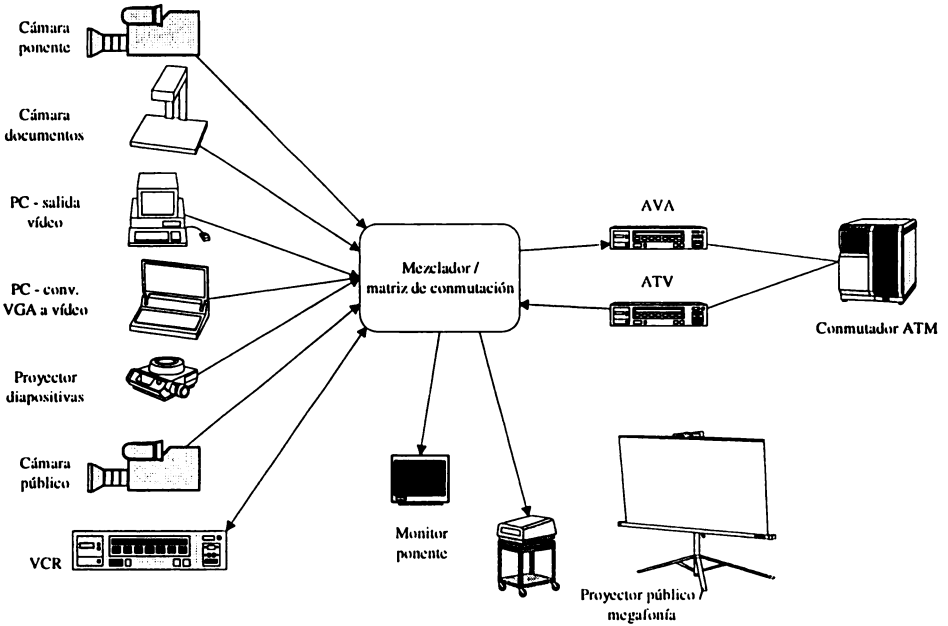 Cámara
ponente
Cámara
documentos
PC - salida
vídeo
PC - conv.
VGA a vídeo
Proyector
diapositivas
Cámara
público
VCR
Mezclador /
matriz de conmutación
AVA
ATV
Conmutador ATM
Monitor
ponente
Proyector público /
megafonía